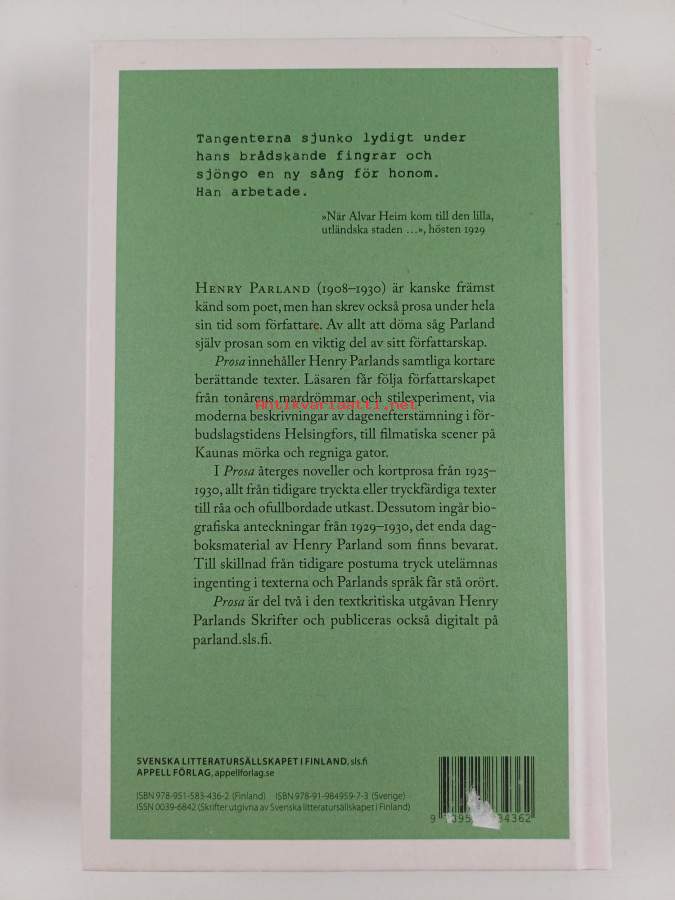 Tangenterna sjunko lydigt under
hans brådskande fingrar och
sjöngo en ny sång för honom.
Han arbetade.
»När Alvar Heim kom till den lilla,
utländska staden …», hösten 1929
Henry Parland (1908–1930) är kanske främst
känd som poet, men han skrev också prosa under hela
sin tid som författare. Av allt att döma såg Parland
själv prosan som en viktig del av sitt författarskap.
Prosa innehåller Henry Parlands samtliga kortare
berättande texter. Läsaren får följa författarskapet
från tonårens mardrömmar och stilexperiment, via
Antikvariaatti.net
moderna beskrivningar av dagenefterstämning i för-
budslagstidens Helsingfors, till filmatiska scener på
Kaunas mörka och regniga gator.
I Prosa återges noveller och kortprosa från 1925–
1930, allt från tidigare tryckta eller tryckfärdiga texter
till råa och ofullbordade utkast. Dessutom ingår bio-
grafiska anteckningar från 1929–1930, det enda dag-
boksmaterial av Henry Parland som finns bevarat.
Till skillnad från tidigare postuma tryck utelämnas
ingenting i texterna och Parlands språk får stå orört.
Prosa är del två i den textkritiska utgåvan Henry
Parlands Skrifter och publiceras också digitalt på
parland.sls.fi.
SVENSKA LITTERATURSÄLLSKAPET I FINLAND, sls.fi
APPELL FÖRLAG, appellforlag.se
ISBN 978-951-583-436-2 (Finland) ISBN 978-91-984959-7-3 (Sverige)
ISSN 0039-6842 (Skrifter utgivna av Svenska litteratursällskapet i Finland)
34362